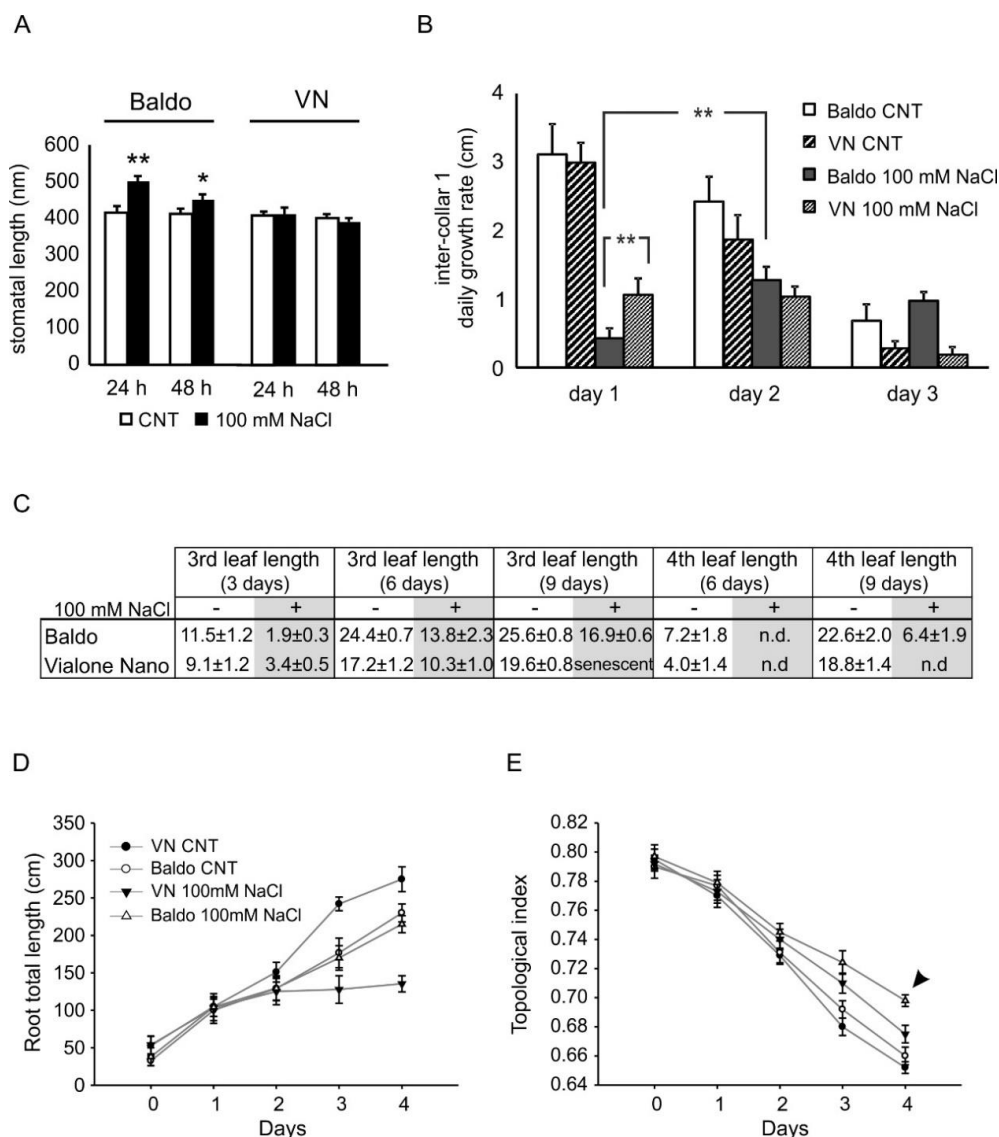 A
Baldo
VN
600
500
400
300
200
100
0
stomatal length (nm)
**
*
24 h
48 h
24 h
48 h
CNT
100 mM NaCl
B
4
3
2
1
0
inter-collar 1
daily growth rate (cm)
**
**
Baldo CNT
VN CNT
Baldo 100 mM NaCl
VN 100 mM NaCl
day 1
day 2
day 3
C
3rd leaf length (3 days) 3rd leaf length (6 days) 3rd leaf length (9 days) 4th leaf length (6 days) 4th leaf length (9 days)
100 mM NaCl - + - + - + - + - +
Baldo 11.5±1.2 1.9±0.3 24.4±0.7 13.8±2.3 25.6±0.8 16.9±0.6 7.2±1.8 n.d. 22.6±2.0 6.4±1.9
Vialone Nano 9.1±1.2 3.4±0.5 17.2±1.2 10.3±1.0 19.6±0.8 senescent 4.0±1.4 n.d 18.8±1.4 n.d
D
350
300
250
200
150
100
50
0
Root total length (cm)
VN CNT
Baldo CNT
VN 100mM NaCl
Baldo 100mM NaCl
0 1 2 3 4
Days
E
0.82
0.80
0.78
0.76
0.74
0.72
0.70
0.68
0.66
0.64
Topological index
0 1 2 3 4
Days